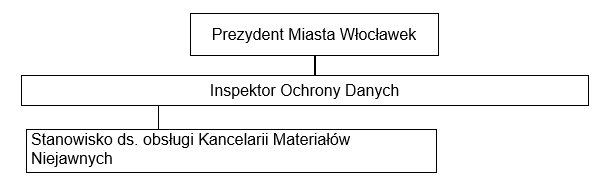 Prezydent Miasta Włocławek
Inspektor Ochrony Danych
Stanowisko ds. obsługi Kancelarii Materiałów
Niejawnych